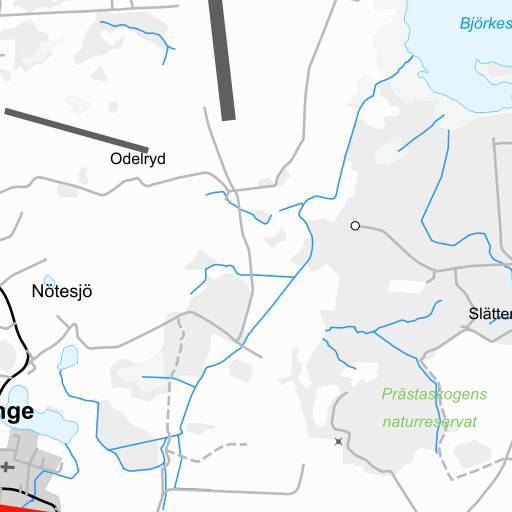 Björkes
Odelryd
Nötesjö
Slätter
Prästaskogens
naturreservat
nge